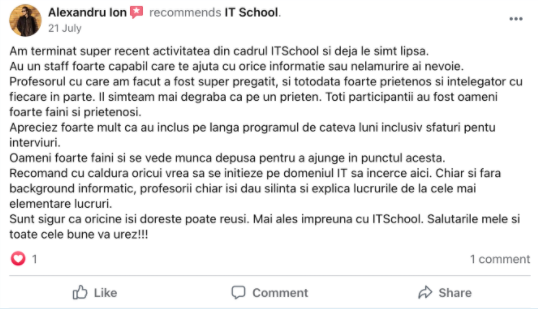 Alexandru Ion recommends IT School.
21 July
Am terminat super recent activitatea din cadrul ITSchool si deja le simt lipsa.
Au un staff foarte capabil care te ajuta cu orice informatie sau nelamurire ai nevoie.
Profesorul cu care am facut a fost super pregatit, si totodata foarte prietenos si intelegator cu
fiecare in parte. Il simteam mai degraba ca pe un prieten. Toti participantii au fost oameni
foarte faini si prietenosi.
Apreciez foarte mult ca au inclus pe langa programul de cateva luni inclusiv sfaturi pentu
interviuri.
Oameni foarte faini si se vede munca depusa pentru a ajunge in punctul acesta.
Recomand cu caldura oricui vrea sa se initieze pe domeniul IT sa incerce aici. Chiar si fara
background informatic, profesorii chiar isi dau silinta si explica lucrurile de la cele mai
elementare lucruri.
Sunt sigur ca oricine isi doreste poate reusi. Mai ales impreuna cu ITSchool. Salutarile mele si
toate cele bune va urez!!!
1
1 comment
Like
Comment
Share